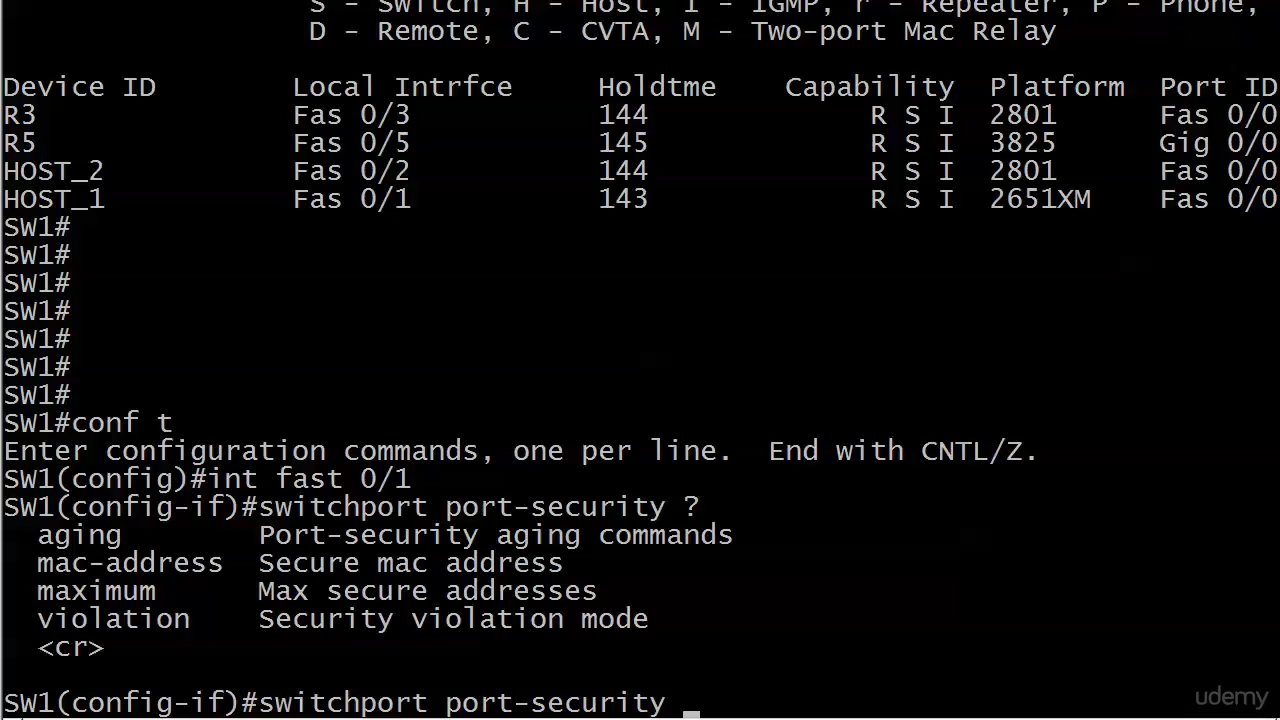 S - Switch, H - Host, I - IGMP, r - Repeater, P - Phone,
D - Remote, C - CVTA, M - Two-port Mac Relay
Device ID Local Intrfce Holdtme Capability Platform Port ID
R3 Fas 0/3 144 R S I 2801 Fas 0/0
R5 Fas 0/5 145 R S I 3825 Gig 0/0
HOST_2 Fas 0/2 144 R S I 2801 Fas 0/0
HOST_1 Fas 0/1 143 R S I 2651XM Fas 0/0
SW1#
SW1#
SW1#
SW1#
SW1#
SW1#
SW1#
SW1#conf t
Enter configuration commands, one per line. End with CNTL/Z.
SW1(config)#int fast 0/1
SW1(config-if)#switchport port-security ?
aging Port-security aging commands
mac-address Secure mac address
maximum Max secure addresses
violation Security violation mode
<cr>
SW1(config-if)#switchport port-security _
udemy